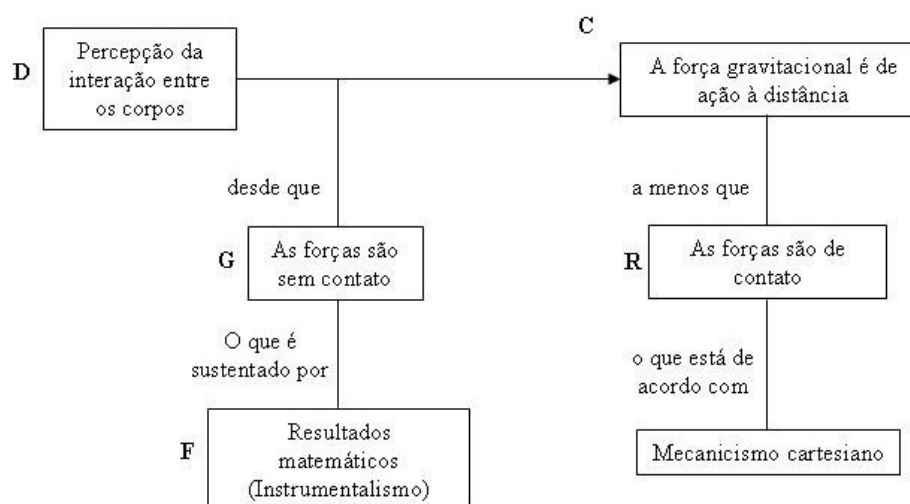 C
D
Percepção da
interação entre
os corpos
A força gravitacional é de
ação à distância
desde que
a menos que
G
As forças são
sem contato
R
As forças são de
contato
O que é
sustentado por
o que está de
acordo com
F
Resultados
matemáticos
(Instrumentalismo)
Mecanicismo cartesiano